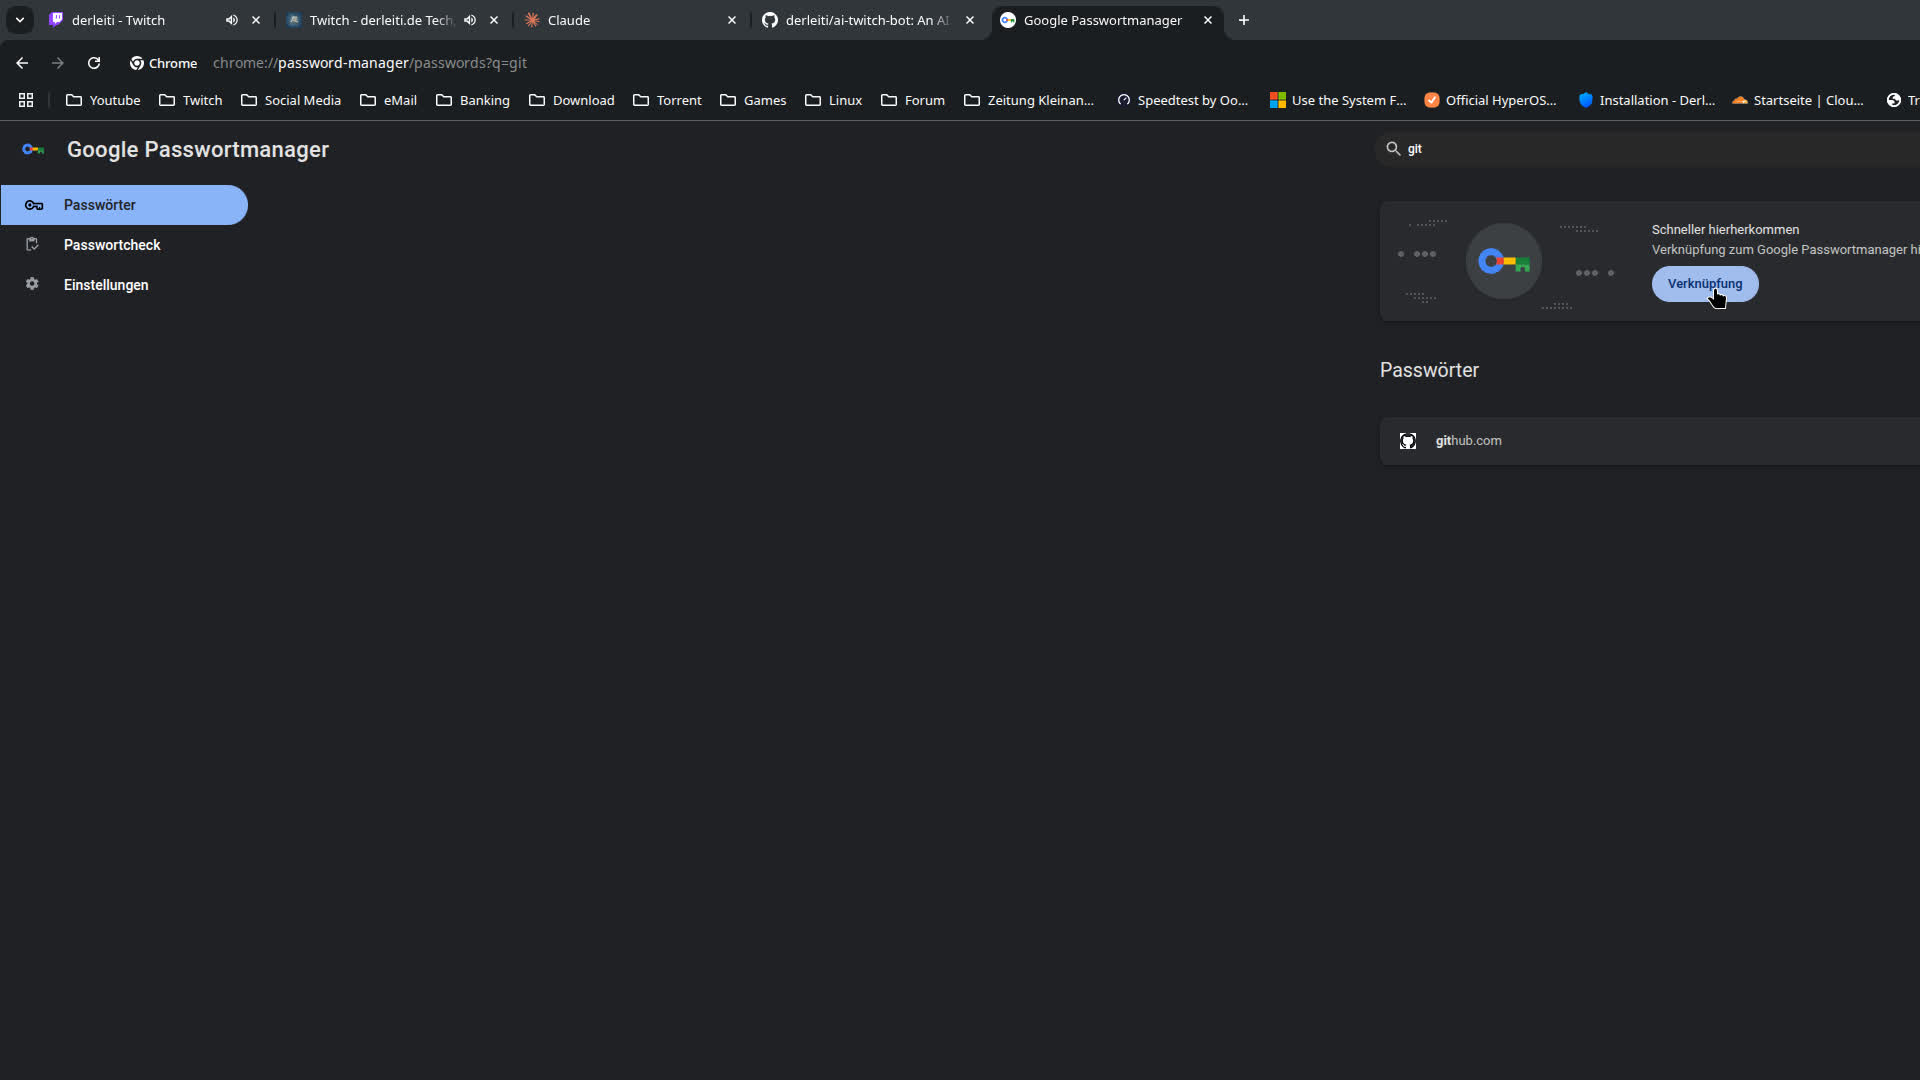 derleiti - Twitch
Twitch - derleiti.de Tech
Claude
derleiti/ai-twitch-bot: An AI
Google Passwortmanager
Chrome
chrome://password-manager/passwords?q=git
Youtube
Twitch
Social Media
eMail
Banking
Download
Torrent
Games
Linux
Forum
Zeitung Kleinan...
Speedtest by Oo...
Use the System F...
Official HyperOS...
Installation - Derl...
Startseite | Clou...
Tr
Google Passwortmanager
git
Passwörter
Passwortcheck
Einstellungen
Schneller hierherkommen
Verknüpfung zum Google Passwortmanager hi
Verknüpfung
Passwörter
github.com